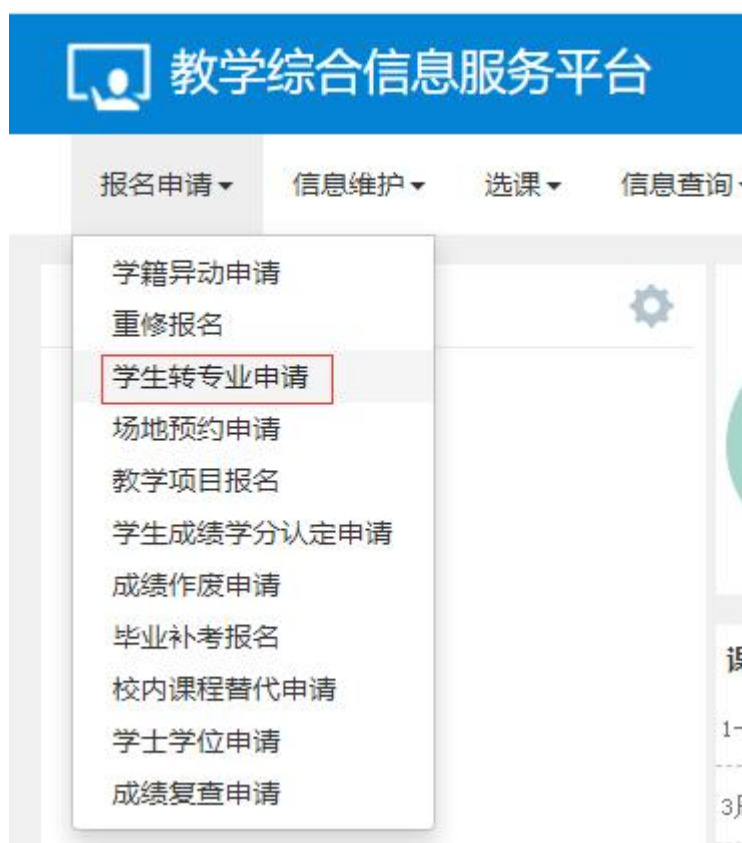 教学综合信息服务平台
报名申请 信息维护 选课 信息查询
学籍异动申请
重修报名
学生转专业申请
场地预约申请
教学项目报名
学生成绩学分认定申请
成绩作废申请
毕业补考报名
校内课程替代申请
学士学位申请
成绩复查申请
1-
3